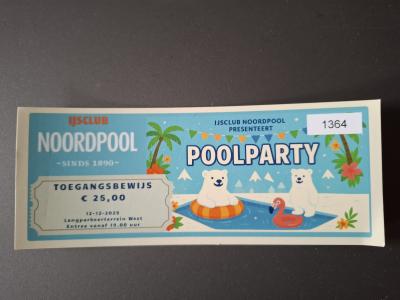 IJSCLUB
NOORDPOOL
~SINDS 1890~
TOEGANGSBEWIJS
€ 25,00
12-12-2025
Langparkeerterrein West
Entree vanaf 19.00 uur
IJSCLUB NOORDPOOL
PRESENTEERT
POOLPARTY
1364